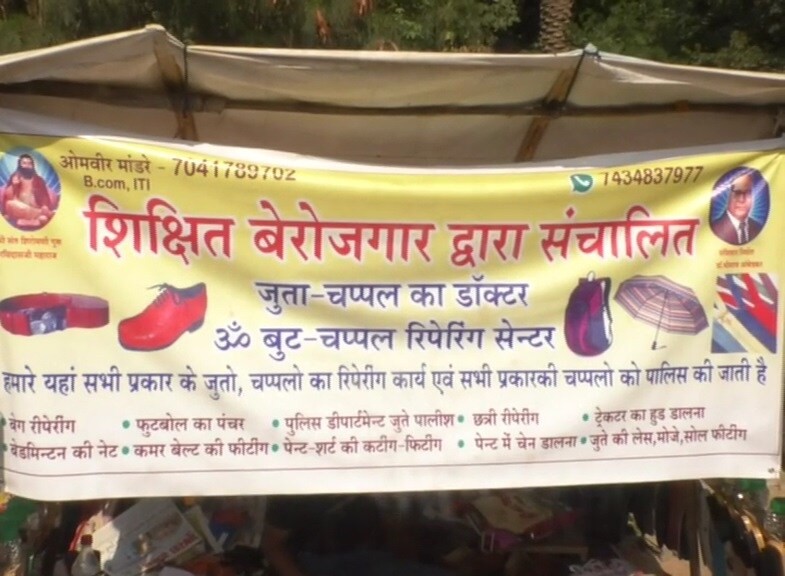 ओमवीर मांडरे - 7041789702
B.com, ITI
7434837977
शिक्षित बेरोजगार द्वारा संचालित
जुता-चप्पल का डॉक्टर
ॐ बुट-चप्पल रिपेरिंग सेन्टर
हमारे यहां सभी प्रकार के जुतो, चप्पलो का रिपेरींग कार्य एवं सभी प्रकारकी चप्पलो को पालिस की जाती है
बेग रीपेरींग • फुटबोल का पंचर • पुलिस डीपार्टमेन्ट जुते पालीश • छत्री रीपेरींग • ट्रेकटर का हुड डालना
बेडमिन्टन की नेट • कमर बेल्ट की फीटींग • पेन्ट-शर्ट की कटींग-फिटींग • पेन्ट में चेन डालना • जुते की लेस,मोजे,सोल फीटींग